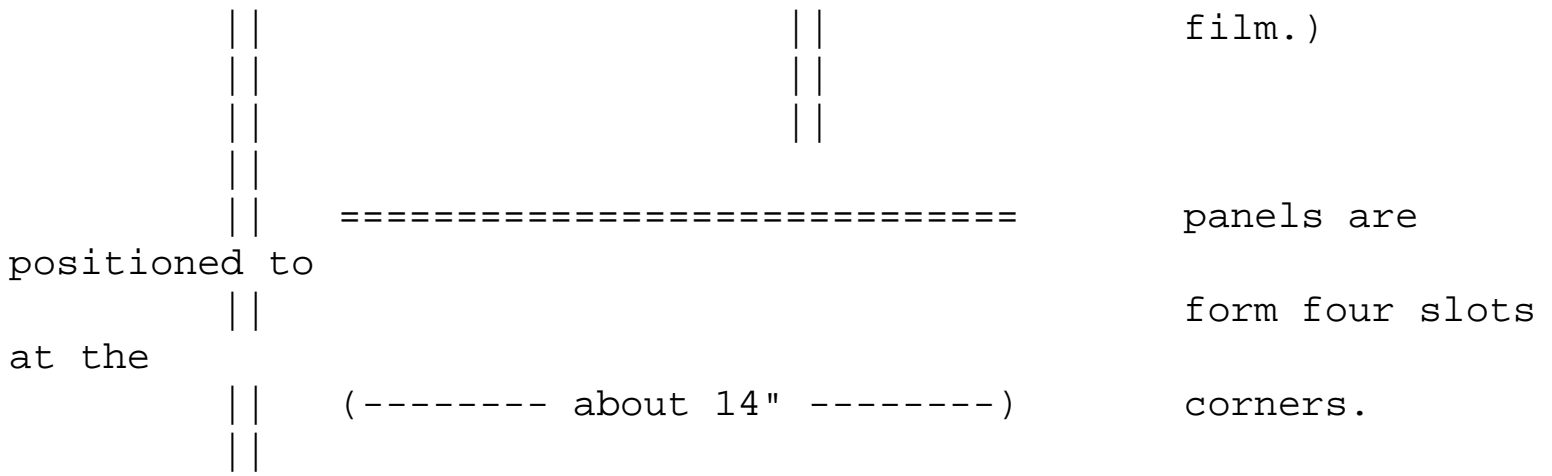 || || film.)
|| ||
|| ||
||
|| ============================= panels are
positioned to
|| form four slots
at the
|| (-------- about 14" --------) corners.
||